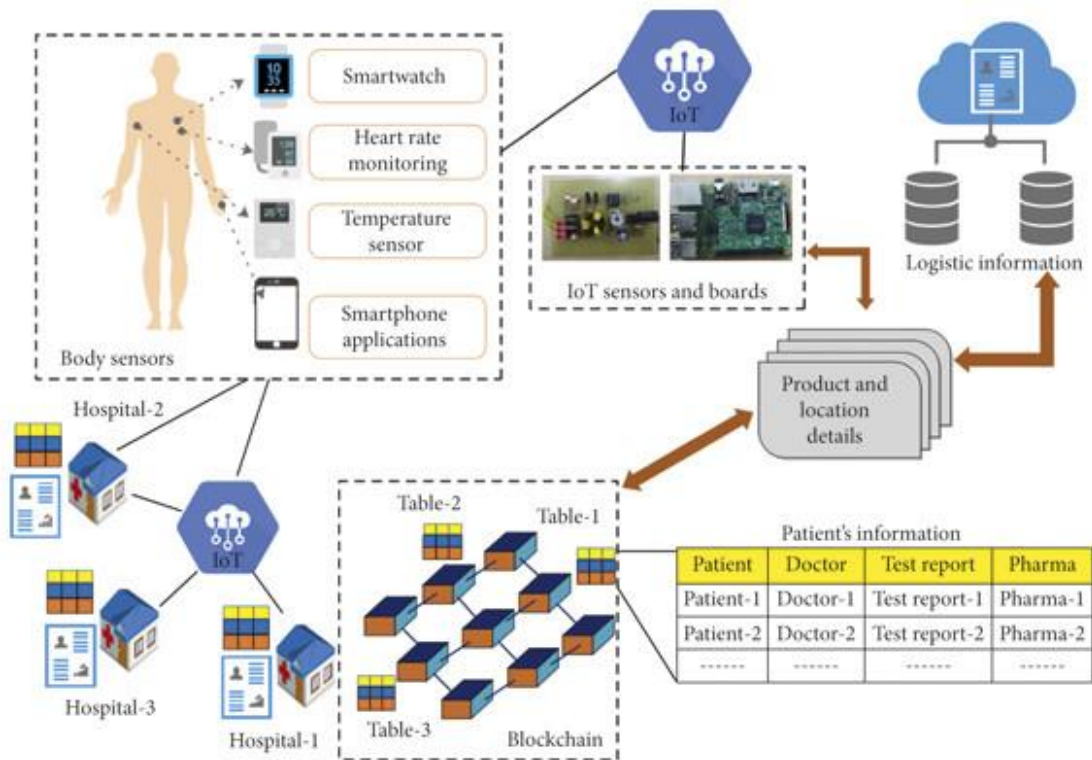 10
35
Smartwatch
Heart rate
monitoring
Temperature
sensor
Smartphone
applications
Body sensors
IoT
IoT sensors and boards
Logistic information
Product and
location
details
Hospital-2
IoT
Hospital-3
Hospital-1
Table-2
Table-1
Table-3
Blockchain
Patient's information
Patient Doctor Test report Pharma
Patient-1 Doctor-1 Test report-1 Pharma-1
Patient-2 Doctor-2 Test report-2 Pharma-2
------ ------ ------ ------